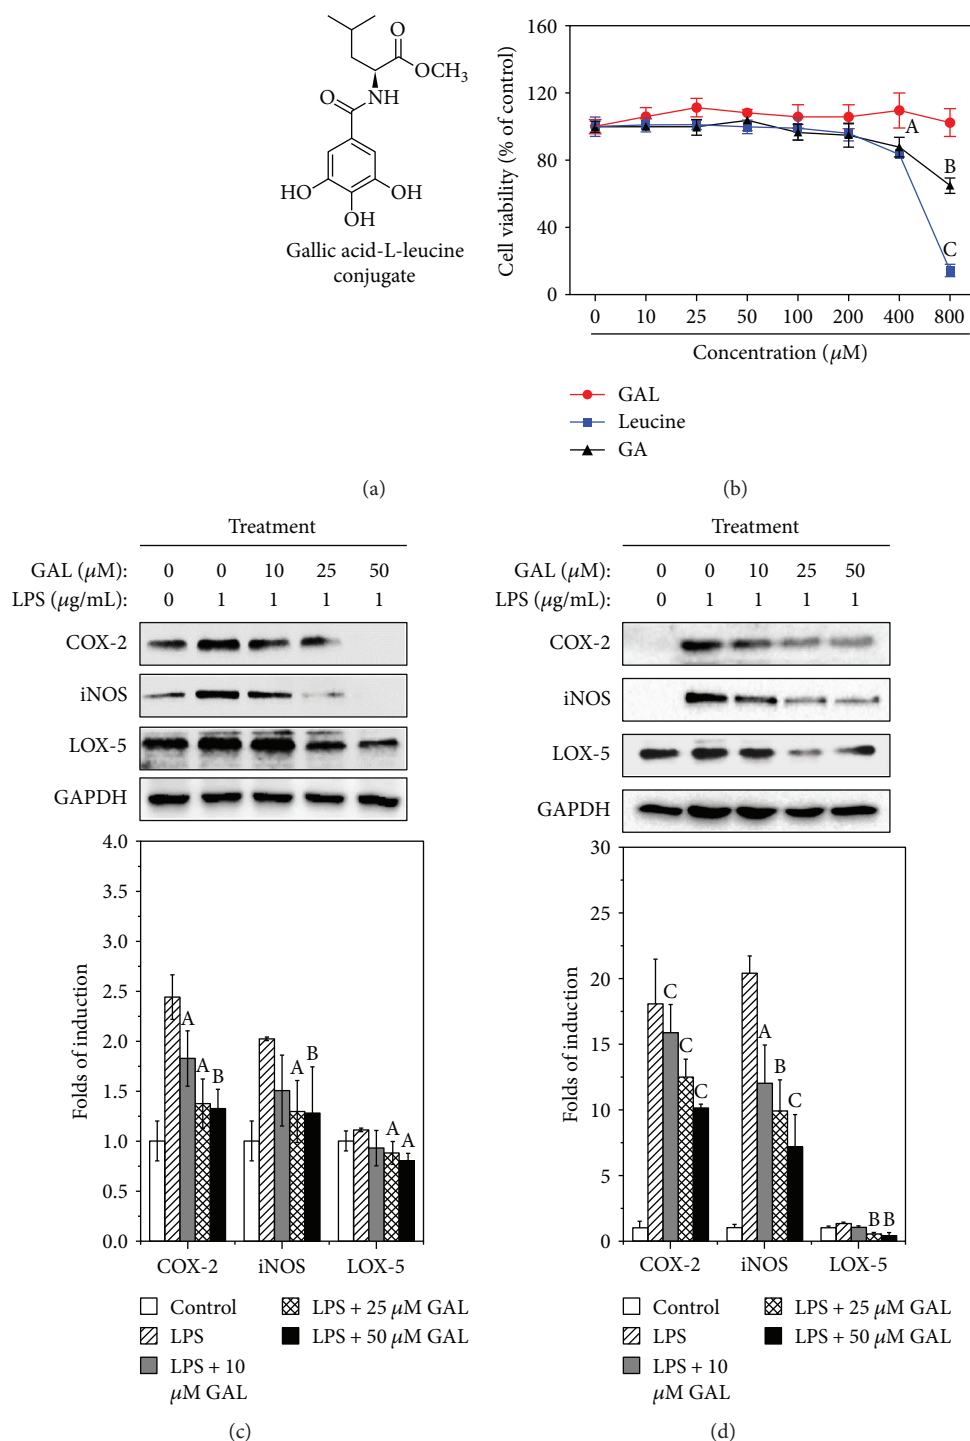 O
OCH3
O
NH
HO
OH
OH
Gallic acid-L-leucine
conjugate
(a)
Cell viability (% of control)
160
120
80
40
0
A
B
C
0 10 25 50 100 200 400 800
Concentration (µM)
GAL
Leucine
GA
(b)
Treatment
GAL (µM): 0 0 10 25 50
LPS (µg/mL): 0 1 1 1 1
COX-2
iNOS
LOX-5
GAPDH
Folds of induction
4.0
3.5
3.0
2.5
2.0
1.5
1.0
0.5
0.0
A
A
B
A
B
A
A
COX-2 iNOS LOX-5
Control
LPS
LPS + 10
µM GAL
LPS + 25 µM GAL
LPS + 50 µM GAL
(c)
Treatment
GAL (µM): 0 0 10 25 50
LPS (µg/mL): 0 1 1 1 1
COX-2
iNOS
LOX-5
GAPDH
Folds of induction
30
25
20
15
10
5
0
C
C
C
A
B
C
B B
COX-2 iNOS LOX-5
Control
LPS
LPS + 10
µM GAL
LPS + 25 µM GAL
LPS + 50 µM GAL
(d)